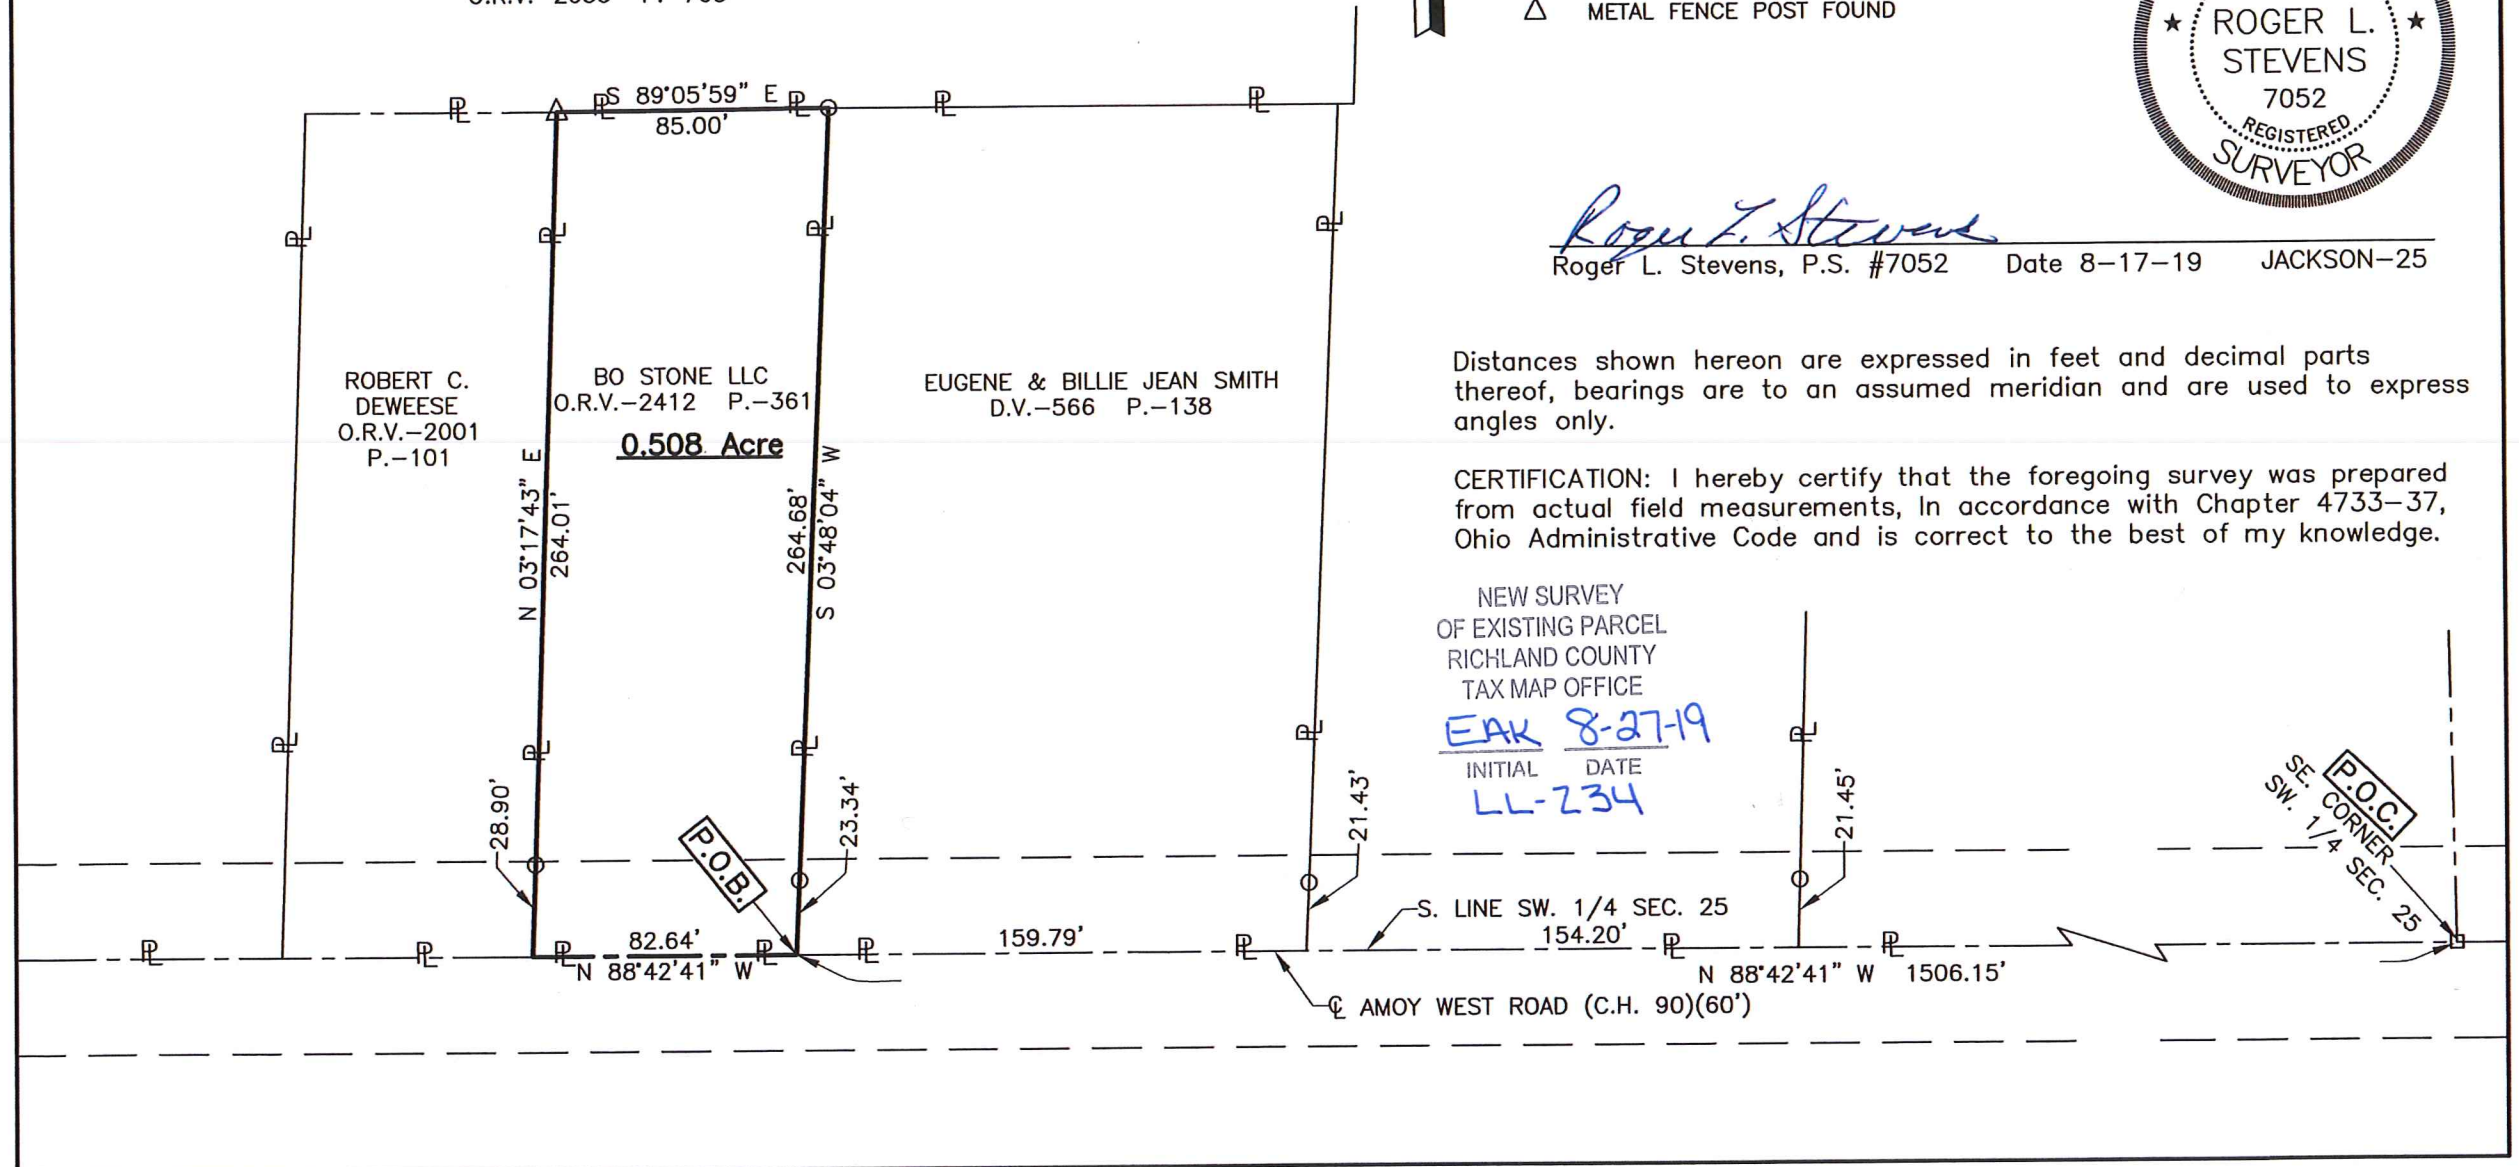 △ METAL FENCE POST FOUND
★ ROGER L. ★
STEVENS
7052
REGISTERED
SURVEYOR
S 89°05'59" E
85.00'
Roger L. Stevens
Roger L. Stevens, P.S. #7052 Date 8-17-19 JACKSON-25
ROBERT C.
DEWEESE
O.R.V.-2001
P.-101
BO STONE LLC
O.R.V.-2412 P.-361
0.508 Acre
EUGENE & BILLIE JEAN SMITH
D.V.-566 P.-138
N 03°17'43" E
264.01'
264.68'
S 03°48'04" W
Distances shown hereon are expressed in feet and decimal parts
thereof, bearings are to an assumed meridian and are used to express
angles only.
CERTIFICATION: I hereby certify that the foregoing survey was prepared
from actual field measurements, In accordance with Chapter 4733-37,
Ohio Administrative Code and is correct to the best of my knowledge.
NEW SURVEY
OF EXISTING PARCEL
RICHLAND COUNTY
TAX MAP OFFICE
EAK 8-27-19
INITIAL DATE
LL-234
28.90'
P.O.B.
23.34'
21.43'
21.45'
P.O.C.
SE. CORNER
SW. 1/4 SEC. 25
S. LINE SW. 1/4 SEC. 25
82.64'
159.79'
154.20'
N 88°42'41" W
N 88°42'41" W 1506.15'
℄ AMOY WEST ROAD (C.H. 90)(60')